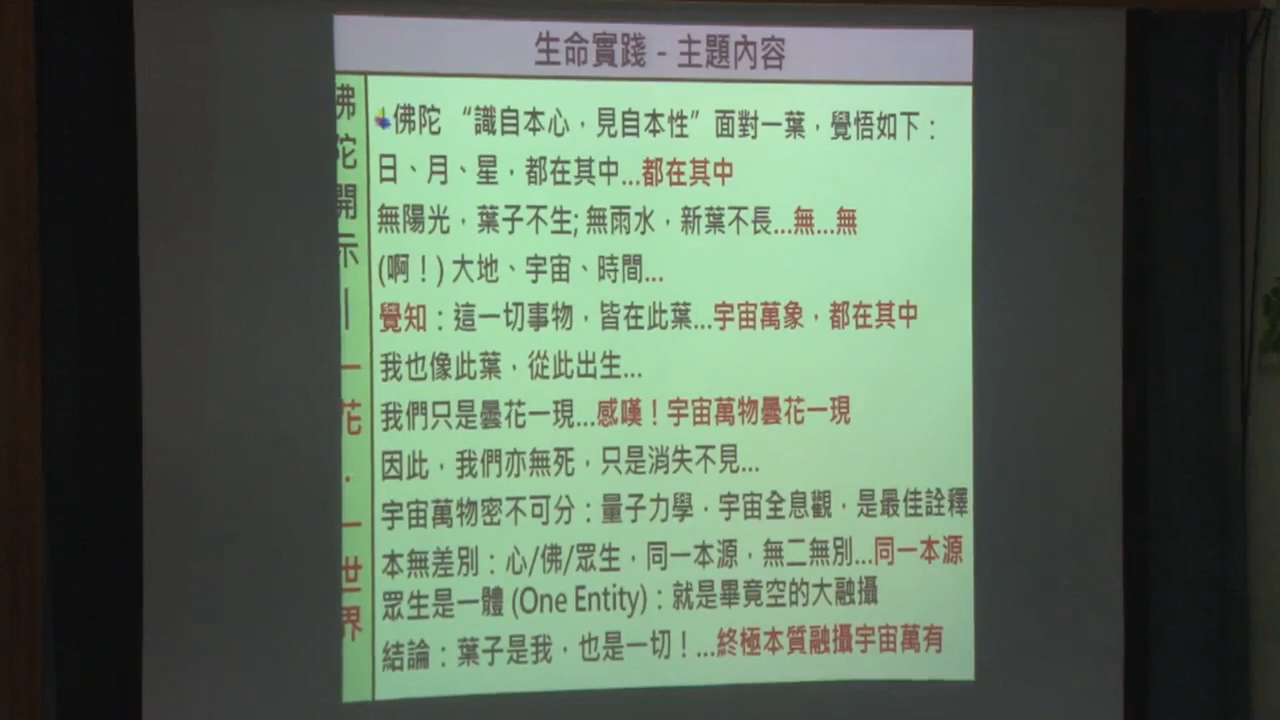 生命實踐 - 主題內容
佛陀開示 — 一花．一世界
佛陀 “識自本心，見自本性” 面對一葉，覺悟如下：
日、月、星，都在其中...都在其中
無陽光，葉子不生; 無雨水，新葉不長...無...無
(啊！) 大地、宇宙、時間...
覺知：這一切事物，皆在此葉...宇宙萬象，都在其中
我也像此葉，從此出生...
我們只是曇花一現...感嘆！宇宙萬物曇花一現
因此，我們亦無死，只是消失不見...
宇宙萬物密不可分：量子力學．宇宙全息觀，是最佳詮釋
本無差別：心/佛/眾生，同一本源，無二無別...同一本源
眾生是一體 (One Entity)：就是畢竟空的大融攝
結論：葉子是我，也是一切！...終極本質融攝宇宙萬有